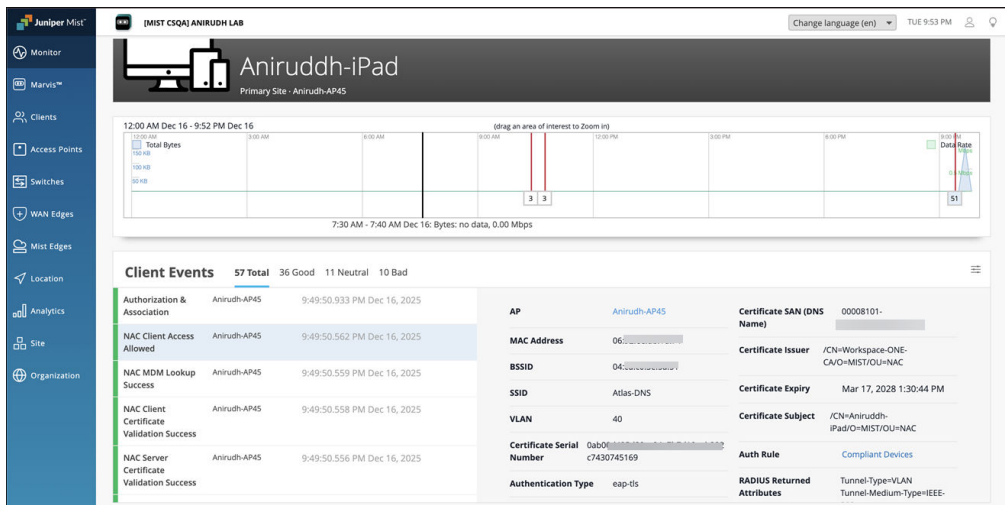 Juniper Mist™
[MIST CSQA] ANIRUDH LAB
Change language (en)
TUE 9:53 PM
Monitor
Marvis™
Clients
Access Points
Switches
WAN Edges
Mist Edges
Location
Analytics
Site
Organization
Aniruddh-iPad
Primary Site · Anirudh-AP45
12:00 AM Dec 16 - 9:52 PM Dec 16
(drag an area of interest to Zoom in)
12:00 AM 3:00 AM 6:00 AM 9:00 AM 12:00 PM 3:00 PM 6:00 PM 9:00 PM
Total Bytes
Data Rate
150 KB
100 KB
50 KB
3 3 51
7:30 AM - 7:40 AM Dec 16: Bytes: no data, 0.00 Mbps
Client Events 57 Total 36 Good 11 Neutral 10 Bad
Authorization & Association Anirudh-AP45 9:49:50.933 PM Dec 16, 2025
NAC Client Access Allowed Anirudh-AP45 9:49:50.562 PM Dec 16, 2025
NAC MDM Lookup Success Anirudh-AP45 9:49:50.559 PM Dec 16, 2025
NAC Client Certificate Validation Success Anirudh-AP45 9:49:50.558 PM Dec 16, 2025
NAC Server Certificate Validation Success Anirudh-AP45 9:49:50.556 PM Dec 16, 2025
AP Anirudh-AP45
MAC Address 06:
BSSID 04:
SSID Atlas-DNS
VLAN 40
Certificate Serial Number
c7430745169
Authentication Type eap-tls
Certificate SAN (DNS Name) 00008101-
Certificate Issuer /CN=Workspace-ONE-
CA/O=MIST/OU=NAC
Certificate Expiry Mar 17, 2028 1:30:44 PM
Certificate Subject /CN=Aniruddh-
iPad/O=MIST/OU=NAC
Auth Rule Compliant Devices
RADIUS Returned Attributes Tunnel-Type=VLAN
Tunnel-Medium-Type=IEEE-